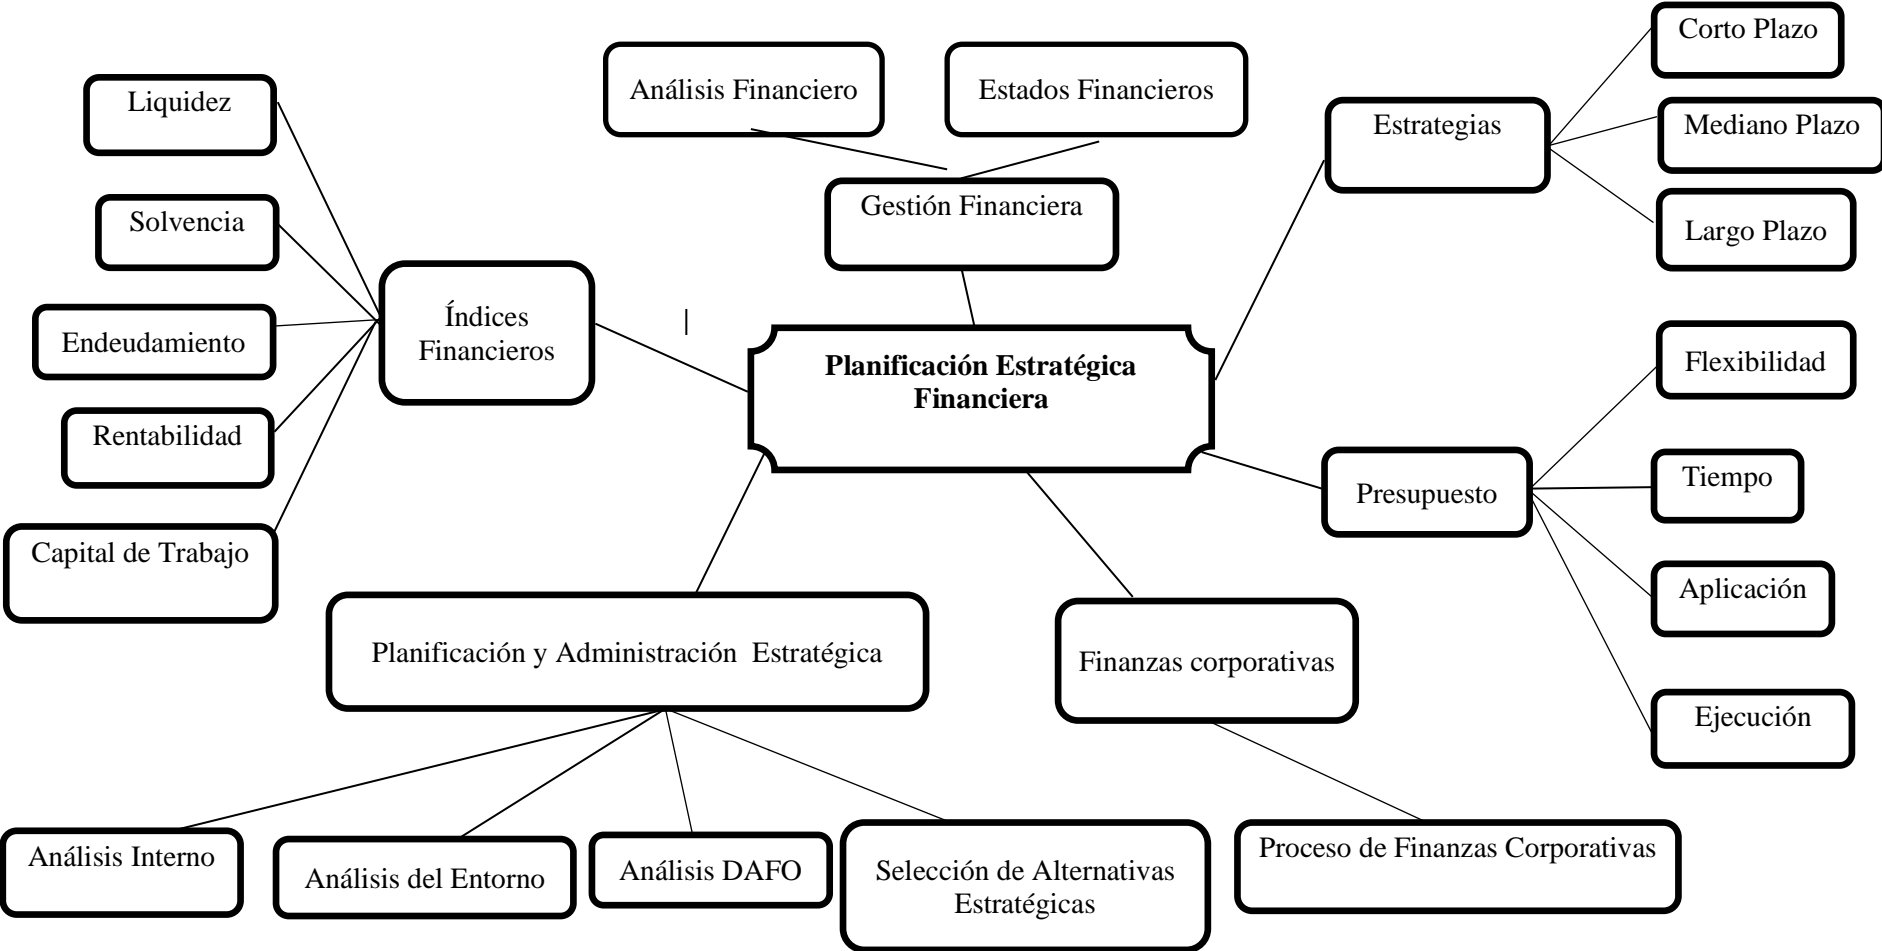 Corto Plazo
Análisis Financiero
Estados Financieros
Liquidez
Estrategias
Mediano Plazo
Solvencia
Gestión Financiera
Largo Plazo
Índices
Financieros
Endeudamiento
Planificación Estratégica
Financiera
Flexibilidad
Rentabilidad
Presupuesto
Tiempo
Capital de Trabajo
Aplicación
Planificación y Administración  Estratégica
Finanzas corporativas
Ejecución
Análisis Interno
Análisis del Entorno
Análisis DAFO
Selección de Alternativas
Estratégicas
Proceso de Finanzas Corporativas